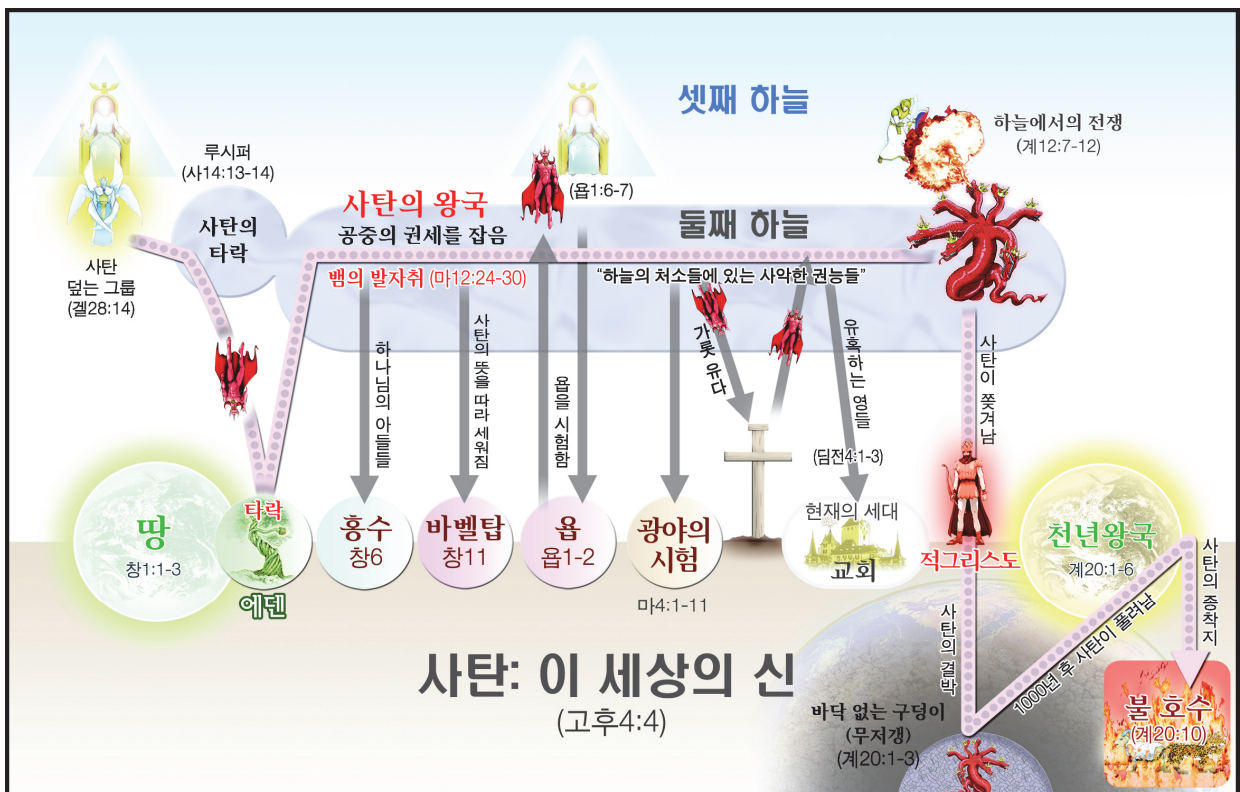 셋째 하늘
하늘에서의 전쟁
(계12:7-12)
루시퍼
(사14:13-14)
(욥1:6-7)
사탄의
타락
사탄의 왕국
공중의 권세를 잡음
둘째 하늘
뱀의 발자취 (마12:24-30)
“하늘의 처소들에 있는 사악한 권능들”
사탄
덮는 그룹
(겔28:14)
하나님의 아들들
사탄의 뜻을 따라 세워짐
욥을 시험함
가롯 유다
유혹하는 영들
(딤전4:1-3)
사탄이 쫓겨남
땅
창1:1-3
타락
에덴
홍수
창6
바벨탑
창11
욥
욥1-2
광야의
시험
마4:1-11
현재의 세대
교회
적그리스도
천년왕국
계20:1-6
사탄의 종착지
사탄의 결박
1000년 후 사탄이 풀려남
사탄: 이 세상의 신
(고후4:4)
바닥 없는 구덩이
(무저갱)
(계20:1-3)
불 호수
(계20:10)